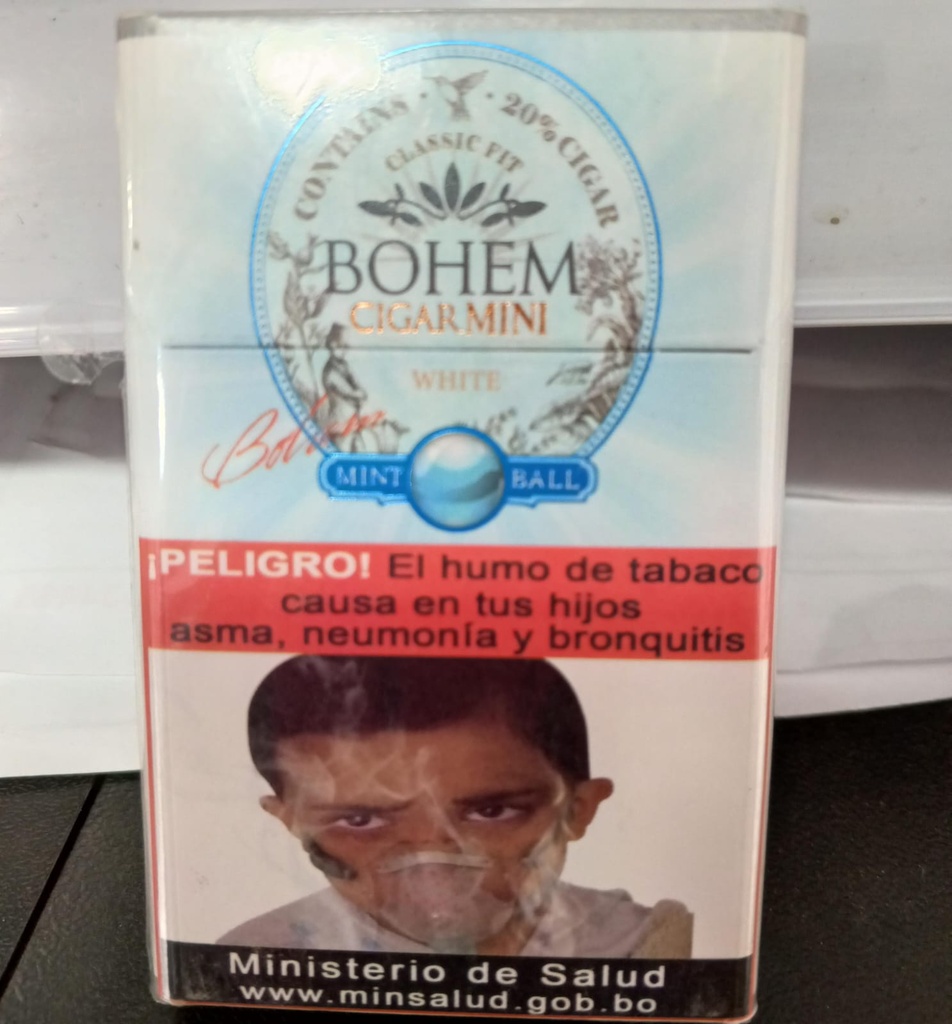 CONTAINS · 20% CIGAR
CLASSIC FIT
BOHEM
CIGAR MINI
WHITE
Bohem
MINT BALL
¡PELIGRO! El humo de tabaco
causa en tus hijos
asma, neumonía y bronquitis
Ministerio de Salud
www.minsalud.gob.bo